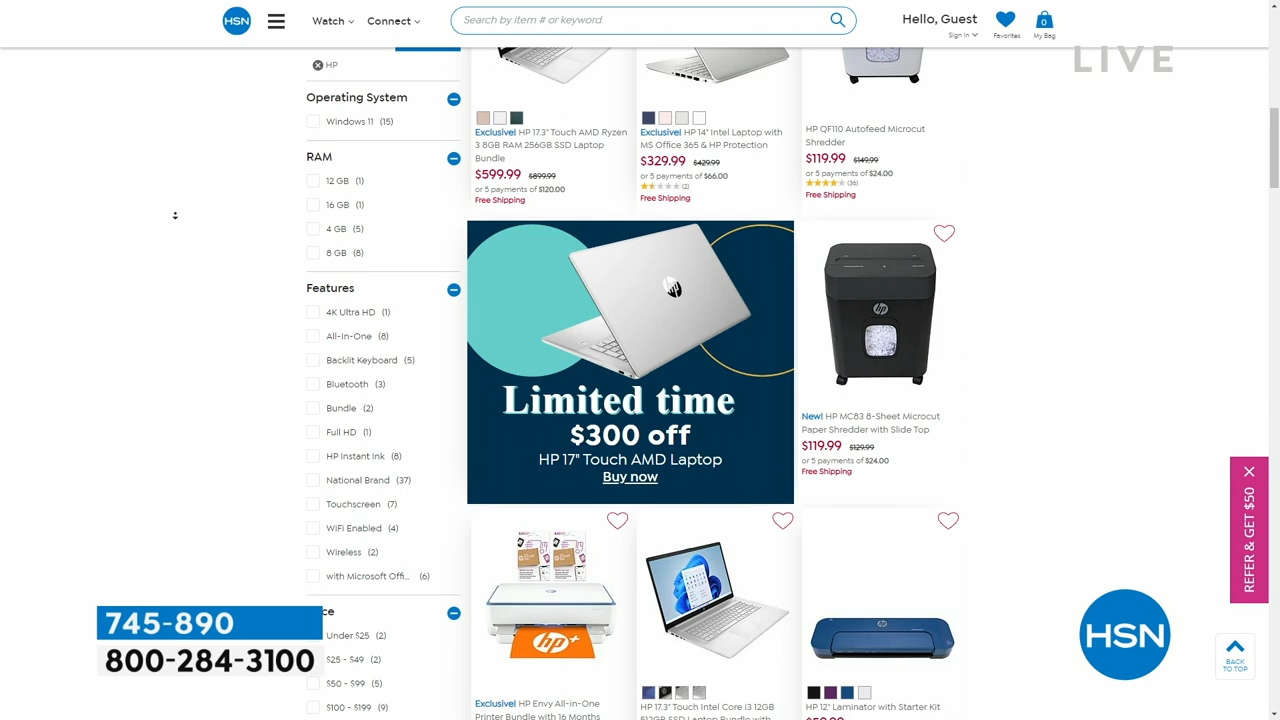 HSN
Watch
Connect
Search by item # or keyword
Hello, Guest
Sign In
Favorites
0
My Bag
LIVE
HP
Operating System
Windows 11 (15)
RAM
12 GB (1)
16 GB (1)
4 GB (5)
8 GB (8)
Features
4K Ultra HD (1)
All-In-One (8)
Backlit Keyboard (5)
Bluetooth (3)
Bundle (2)
Full HD (1)
HP Instant Ink (8)
National Brand (37)
Touchscreen (7)
WiFi Enabled (4)
Wireless (2)
with Microsoft Offi... (6)
ce
Under $25 (2)
$25 - $49 (2)
$50 - $99 (5)
$100 - $199 (9)
Exclusive! HP 17.3" Touch AMD Ryzen
3 8GB RAM 256GB SSD Laptop
Bundle
$599.99 $899.99
or 5 payments of $120.00
Free Shipping
Exclusive! HP 14" Intel Laptop with
MS Office 365 & HP Protection
$329.99 $429.99
or 5 payments of $66.00
(2)
Free Shipping
HP QF110 Autofeed Microcut
Shredder
$119.99 $149.99
or 5 payments of $24.00
(36)
Free Shipping
hp
Limited time
$300 off
HP 17" Touch AMD Laptop
Buy now
hp
New! HP MC83 8-Sheet Microcut
Paper Shredder with Slide Top
$119.99 $129.99
or 5 payments of $24.00
Free Shipping
hp+
Exclusive! HP Envy All-in-One
Printer Bundle with 16 Months
HP 17.3" Touch Intel Core i3 12GB
512GB SSD Laptop Bundle with
hp
HP 12" Laminator with Starter Kit
REFER & GET $50
745-890
800-284-3100
HSN
BACK
TO TOP